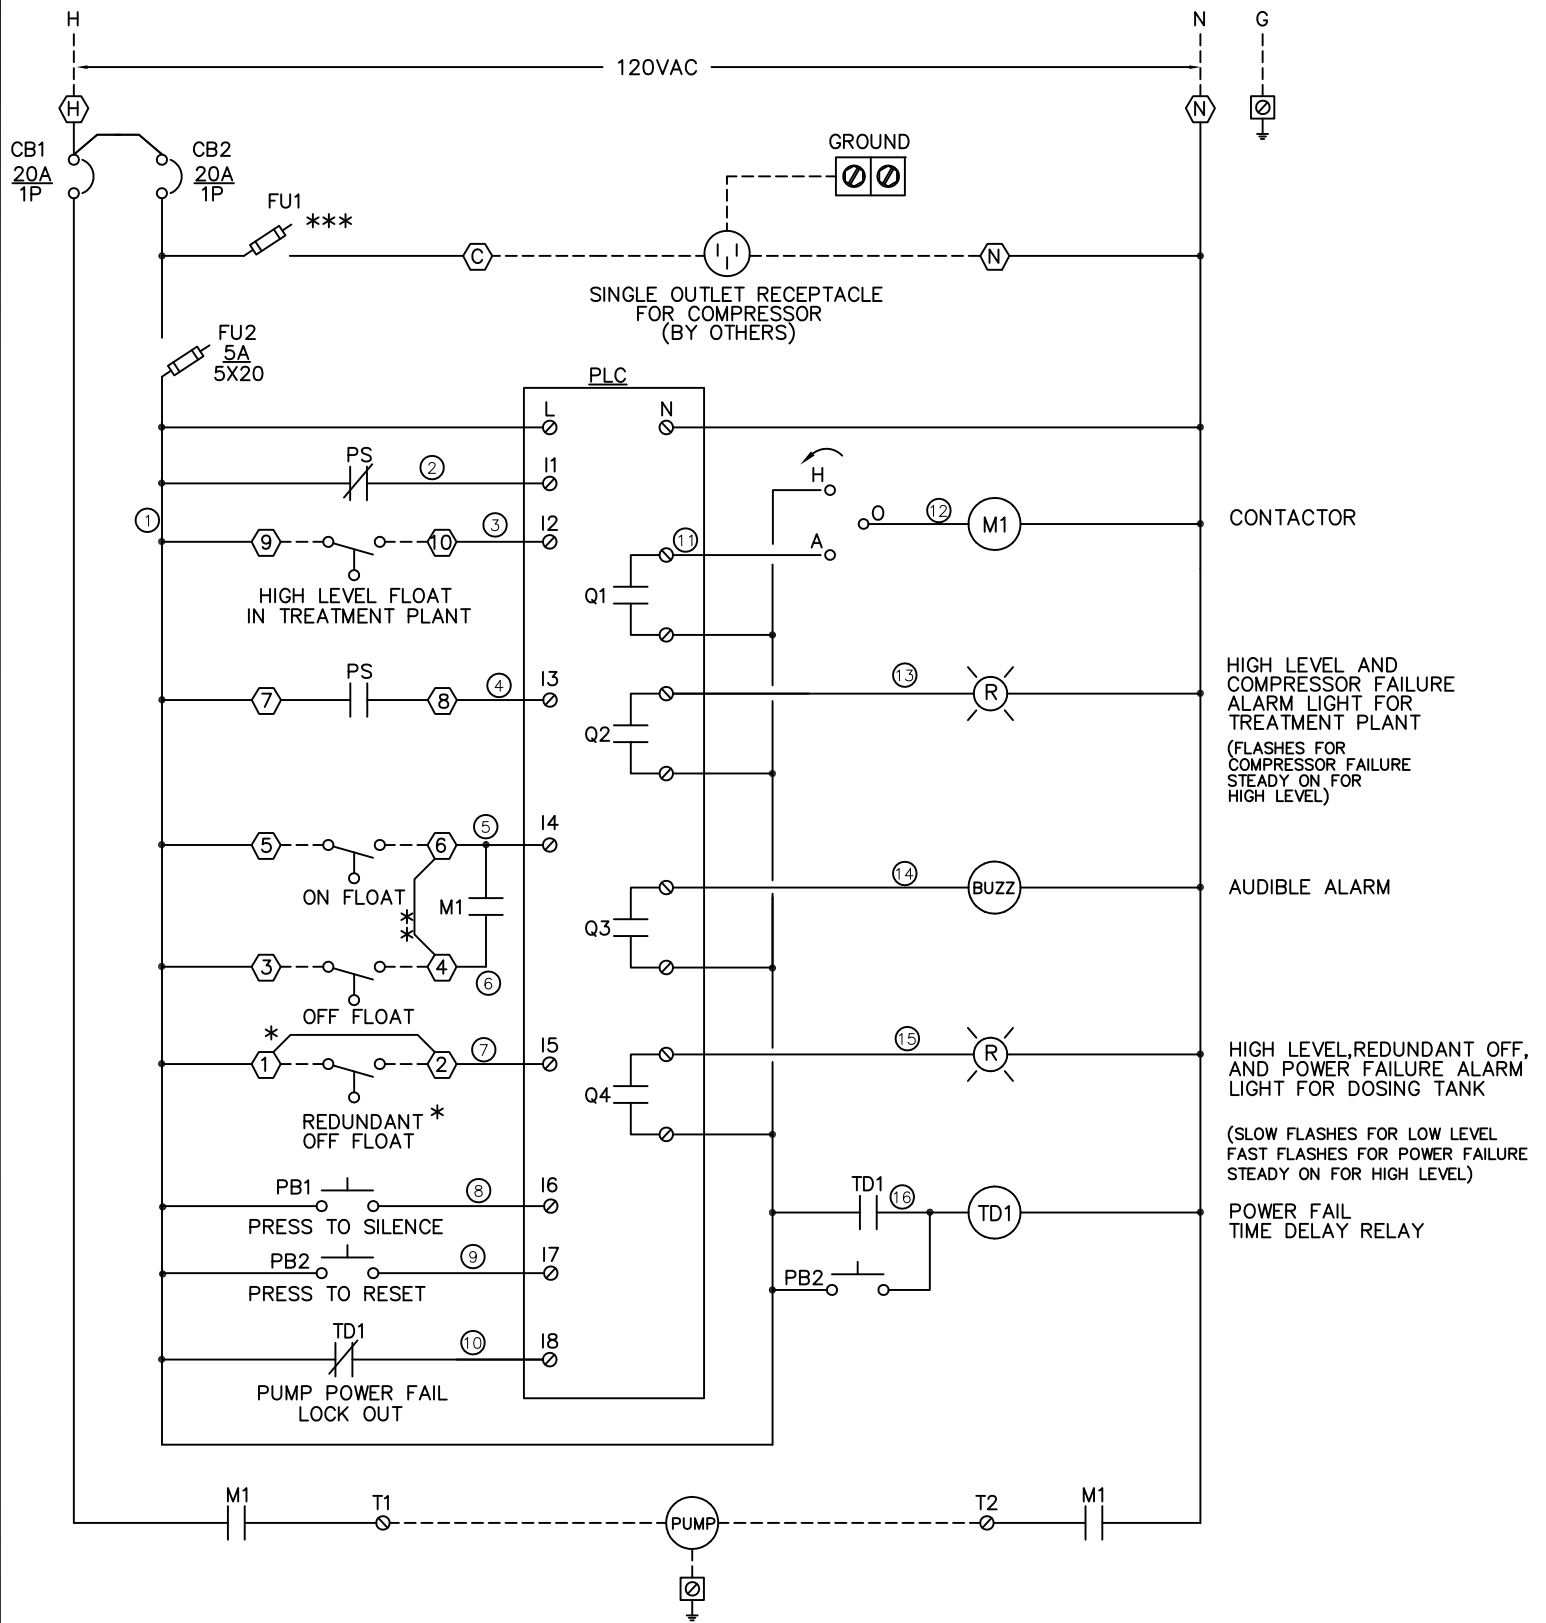 H
N
G
120VAC
H
N
CB1
20A
1P
CB2
20A
1P
GROUND
FU1
***
C
N
SINGLE OUTLET RECEPTACLE
FOR COMPRESSOR
(BY OTHERS)
FU2
5A
5X20
PLC
L
N
PS
2
I1
H
1
9
10
3
I2
HIGH LEVEL FLOAT
IN TREATMENT PLANT
11
A
O
12
M1
CONTACTOR
Q1
PS
7
8
4
I3
Q2
13
R
HIGH LEVEL AND
COMPRESSOR FAILURE
ALARM LIGHT FOR
TREATMENT PLANT
(FLASHES FOR
COMPRESSOR FAILURE
STEADY ON FOR
HIGH LEVEL)
5
6
5
I4
ON FLOAT
**
M1
3
4
6
OFF FLOAT
Q3
14
BUZZ
AUDIBLE ALARM
*
1
2
7
I5
REDUNDANT *
OFF FLOAT
Q4
15
R
HIGH LEVEL,REDUNDANT OFF,
AND POWER FAILURE ALARM
LIGHT FOR DOSING TANK
(SLOW FLASHES FOR LOW LEVEL
FAST FLASHES FOR POWER FAILURE
STEADY ON FOR HIGH LEVEL)
PB1
8
I6
PRESS TO SILENCE
TD1
16
TD1
POWER FAIL
TIME DELAY RELAY
PB2
9
I7
PRESS TO RESET
PB2
TD1
10
I8
PUMP POWER FAIL
LOCK OUT
M1
T1
PUMP
T2
M1